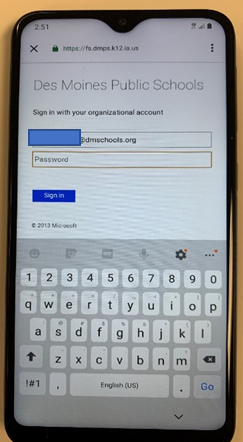 2:51
https://fs.dmps.k12.ia.us
Des Moines Public Schools
Sign in with your organizational account
@dmschools.org
Password
Sign in
© 2013 Microsoft
1 2 3 4 5 6 7 8 9 0
q w e r t y u i o p
a s d f g h j k l
z x c v b n m
!#1 , English (US) . Go